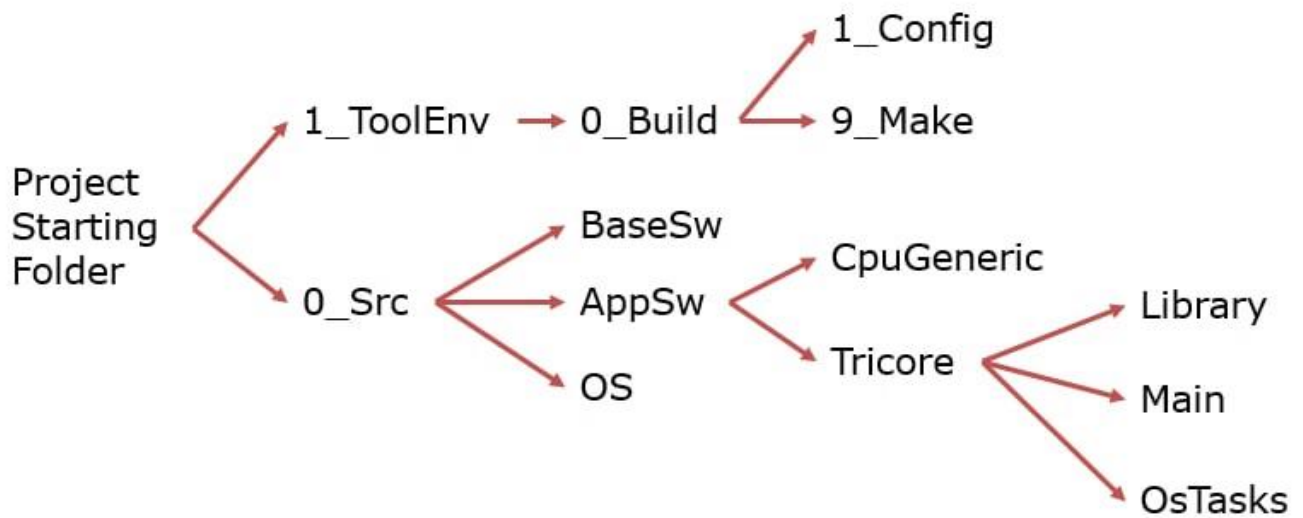 1_Config
1_ToolEnv
0_Build
9_Make
Project
Starting
Folder
BaseSw
CpuGeneric
0_Src
AppSw
Library
Tricore
OS
Main
OsTasks